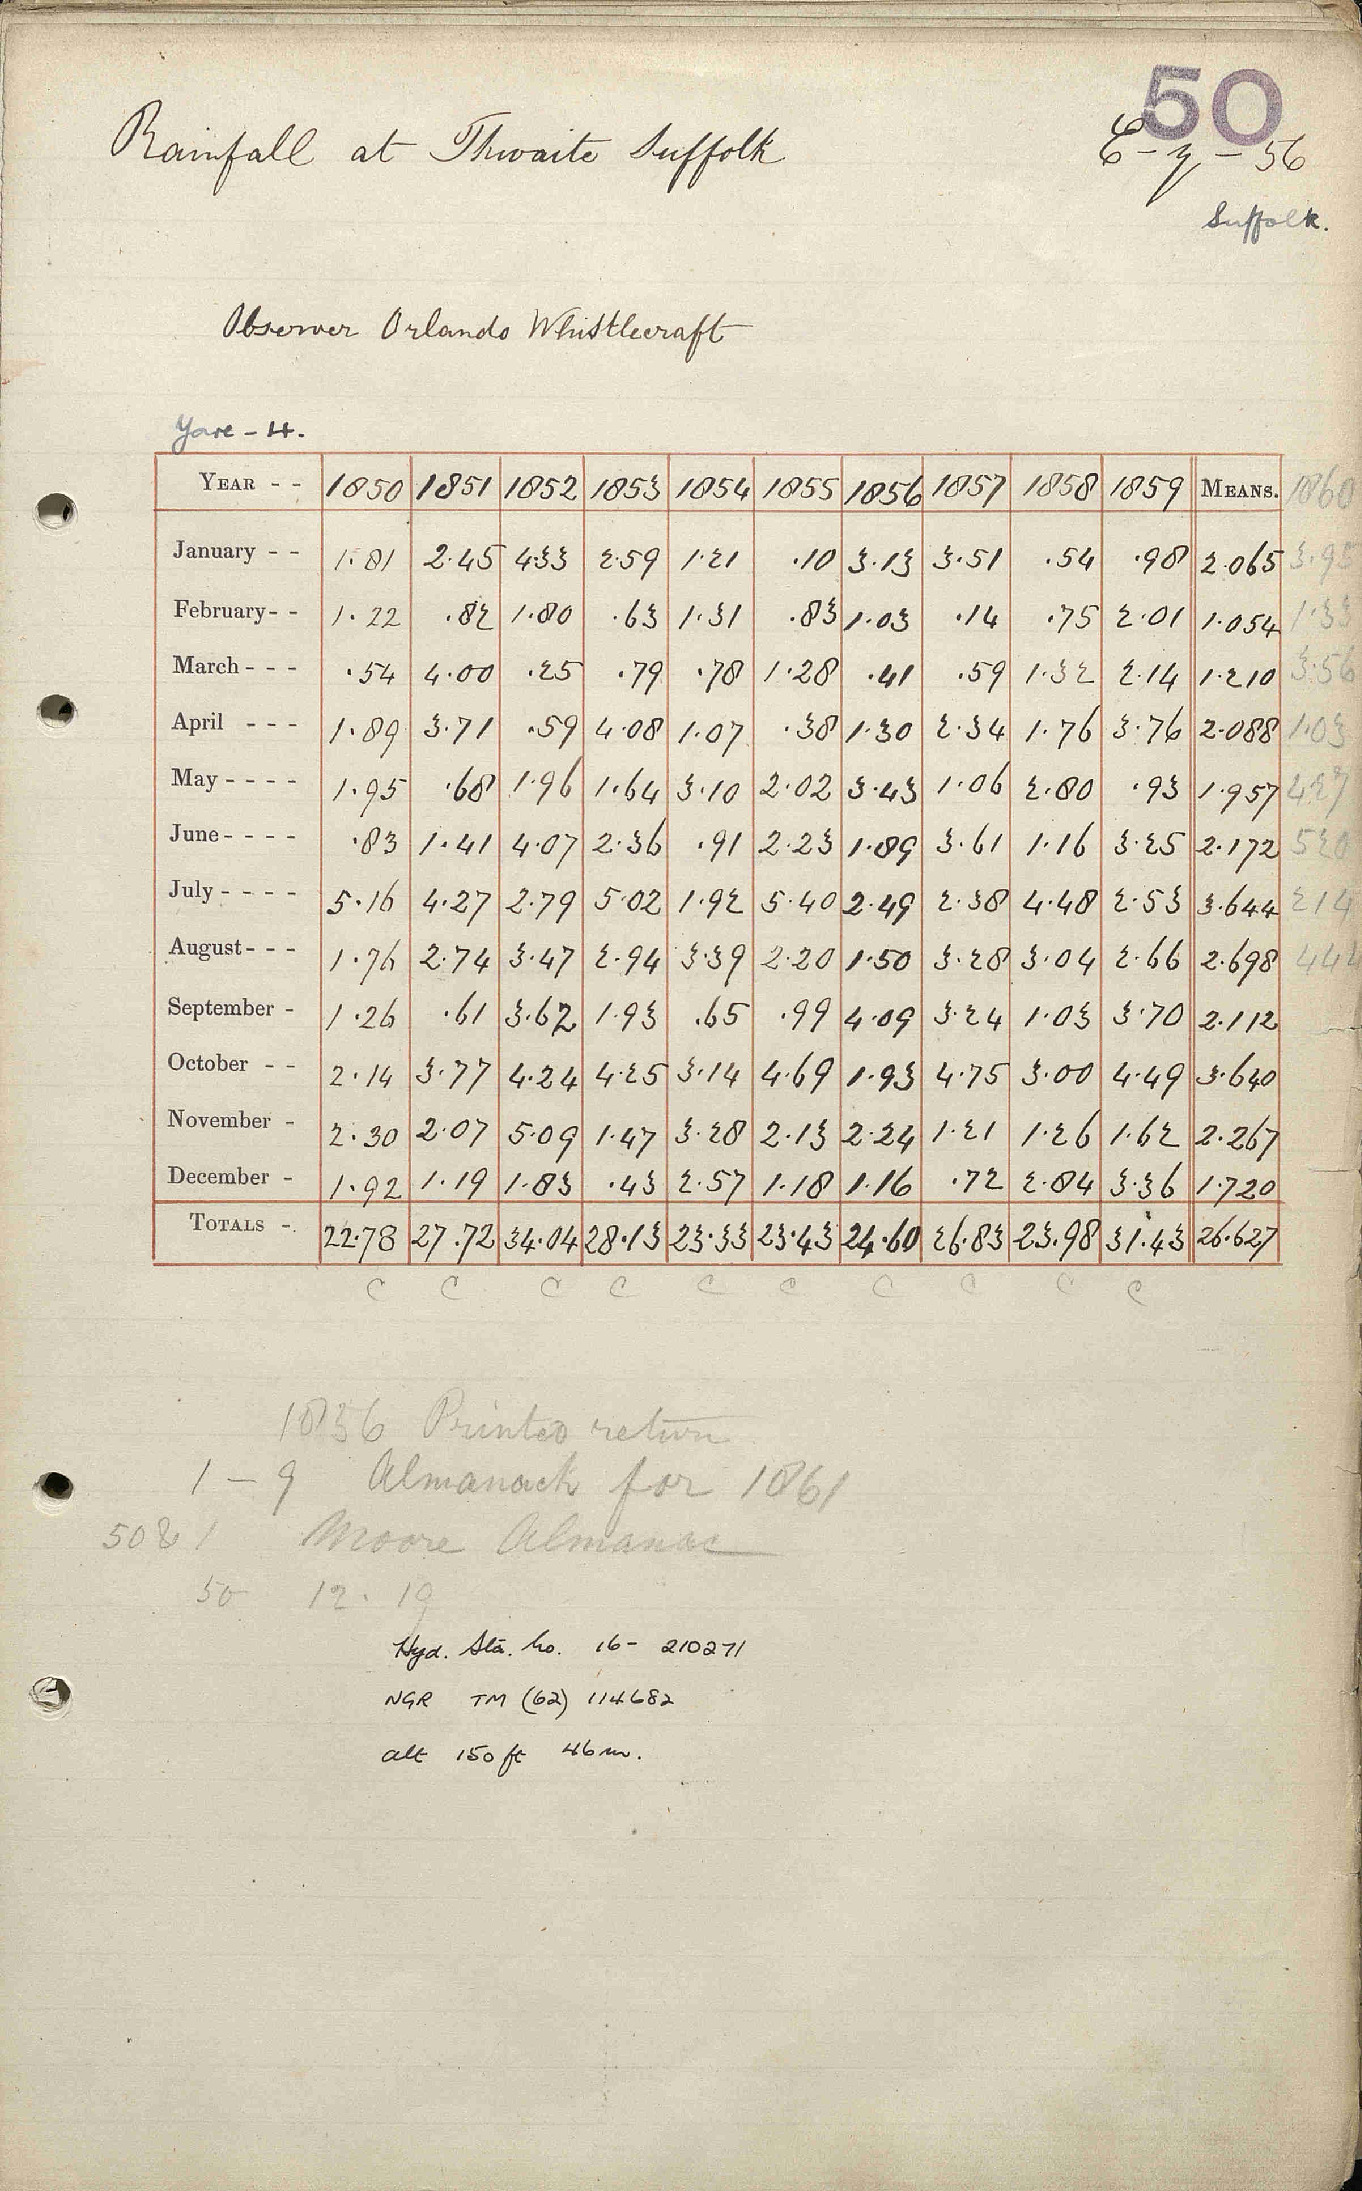 50
Rainfall at Thwaite Suffolk
56
Suffolk.
Observer Orlando Whistlecraft
Yare - H.
YEAR - - 1850 1851 1852 1853 1854 1855 1856 1857 1858 1859 MEANS. 1860
January - - 1.81 2.45 4.33 2.59 1.21 .10 3.13 3.51 .54 .98 2.065 3.95
February - - 1.22 .82 1.80 .63 1.31 .83 1.03 .14 .75 2.01 1.054 1.33
March - - - .54 4.00 .25 .79 .78 1.28 .41 .59 1.32 2.14 1.210 3.56
April - - - 1.89 3.71 .59 4.08 1.07 .38 1.30 2.34 1.76 3.76 2.088 1.03
May - - - - 1.95 .68 1.96 1.64 3.10 2.02 3.43 1.06 2.80 .93 1.957 427
June - - - - .83 1.41 4.07 2.36 .91 2.23 1.89 3.61 1.16 3.25 2.172 520
July - - - - 5.16 4.27 2.79 5.02 1.92 5.40 2.49 2.38 4.48 2.53 3.644 214
August - - - 1.76 2.74 3.47 2.94 3.39 2.20 1.50 3.28 3.04 2.66 2.698 444
September - 1.26 .61 3.62 1.93 .65 .99 4.09 3.24 1.03 3.70 2.112
October - - 2.14 3.77 4.24 4.25 3.14 4.69 1.93 4.75 3.00 4.49 3.640
November - 2.30 2.07 5.09 1.47 3.28 2.13 2.24 1.21 1.26 1.62 2.267
December - 1.92 1.19 1.83 .43 2.57 1.18 1.16 .72 2.84 3.36 1.720
TOTALS - 22.78 27.72 34.04 28.13 23.33 23.43 24.60 26.83 23.98 31.43 26.627
C C C C C C C C C C
1856 Printed return
1 - 9 Almanack for 1861
50 & 1 Moore Almanac
50 12. 19
Hyd. Sta. No. 16 - 210271
NGR TM (62) 114682
alt 150 ft 46 m.